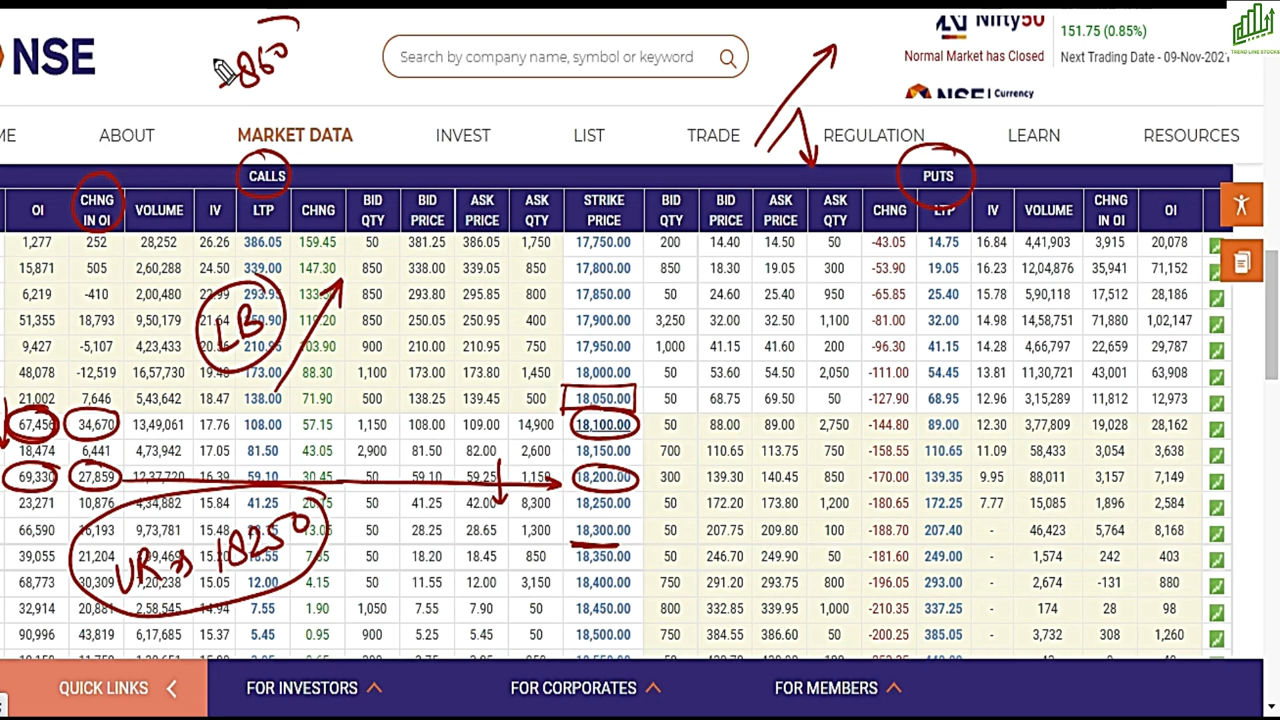 NSE
860
Search by company name, symbol or keyword
Nifty50
151.75 (0.85%)
Normal Market has Closed
Next Trading Date - 09-Nov-2021
NSE | Currency
TREND LINE STOCKS
ME ABOUT MARKET DATA INVEST LIST TRADE REGULATION LEARN RESOURCES
CALLS PUTS
OI CHNG IN OI VOLUME IV LTP CHNG BID QTY BID PRICE ASK PRICE ASK QTY STRIKE PRICE BID QTY BID PRICE ASK PRICE ASK QTY CHNG LTP IV VOLUME CHNG IN OI OI
1,277 252 28,252 26.26 386.05 159.45 50 381.25 386.05 1,750 17,750.00 200 14.40 14.50 50 -43.05 14.75 16.84 4,41,903 3,915 20,078
15,871 505 2,60,288 24.50 339.00 147.30 850 338.00 339.05 850 17,800.00 850 18.30 19.05 300 -53.90 19.05 16.23 12,04,876 35,941 71,152
6,219 -410 2,00,480 293.95 850 293.80 295.85 800 17,850.00 50 24.60 25.40 950 -65.85 25.40 15.78 5,90,118 17,512 28,186
LB
51,355 18,793 9,50,179 850 250.05 250.95 400 17,900.00 3,250 32.00 32.50 1,100 -81.00 32.00 14.98 14,58,751 71,880 1,02,147
9,427 -5,107 4,23,433 210.95 103.90 900 210.00 210.95 750 17,950.00 1,000 41.15 41.60 200 -96.30 41.15 14.28 4,66,797 22,659 29,787
48,078 -12,519 16,57,730 173.00 88.30 1,100 173.00 173.80 1,450 18,000.00 50 53.60 54.50 2,050 -111.00 54.45 13.81 11,30,721 43,001 63,908
21,002 7,646 5,43,642 18.47 138.00 71.90 500 138.25 139.45 500 18,050.00 50 68.75 69.50 50 -127.90 68.95 12.96 3,15,289 11,812 12,973
67,456 34,670 13,49,061 17.76 108.00 57.15 1,150 108.00 109.00 14,900 18,100.00 50 88.00 89.00 2,750 -144.80 89.00 12.30 3,77,809 19,028 28,162
18,474 6,441 4,73,942 17.05 81.50 43.05 2,900 81.50 82.00 2,600 18,150.00 700 110.65 113.75 750 -158.55 110.65 11.09 58,433 3,054 3,638
69,330 27,859 12,37,720 16.39 59.10 30.45 50 59.10 59.25 1,150 18,200.00 300 139.30 140.45 850 -170.00 139.35 9.95 88,011 3,157 7,149
23,271 10,876 4,34,882 15.84 41.25 50 41.25 42.00 8,300 18,250.00 50 172.20 173.80 1,200 -180.65 172.25 7.77 15,085 1,896 2,584
66,590 9,73,781 15.48 13.05 50 28.25 28.65 1,300 18,300.00 50 207.75 209.80 100 -188.70 207.40 - 46,423 5,764 8,168
UR ⇒ 18250
39,055 21,204 50 18.20 18.45 850 18,350.00 50 246.70 249.90 50 -181.60 249.00 - 1,574 242 403
68,773 30,309 7,20,238 15.05 12.00 4.15 50 11.55 12.00 3,150 18,400.00 750 291.20 293.75 800 -196.05 293.00 - 2,674 -131 880
32,914 20,881 2,58,545 14.94 7.55 1.90 1,050 7.55 7.90 50 18,450.00 800 332.85 339.95 1,000 -210.35 337.25 - 174 28 98
90,996 43,819 6,17,685 15.37 5.45 0.95 900 5.25 5.45 50 18,500.00 750 384.55 386.60 50 -200.25 385.05 - 3,732 308 1,260
QUICK LINKS FOR INVESTORS FOR CORPORATES FOR MEMBERS